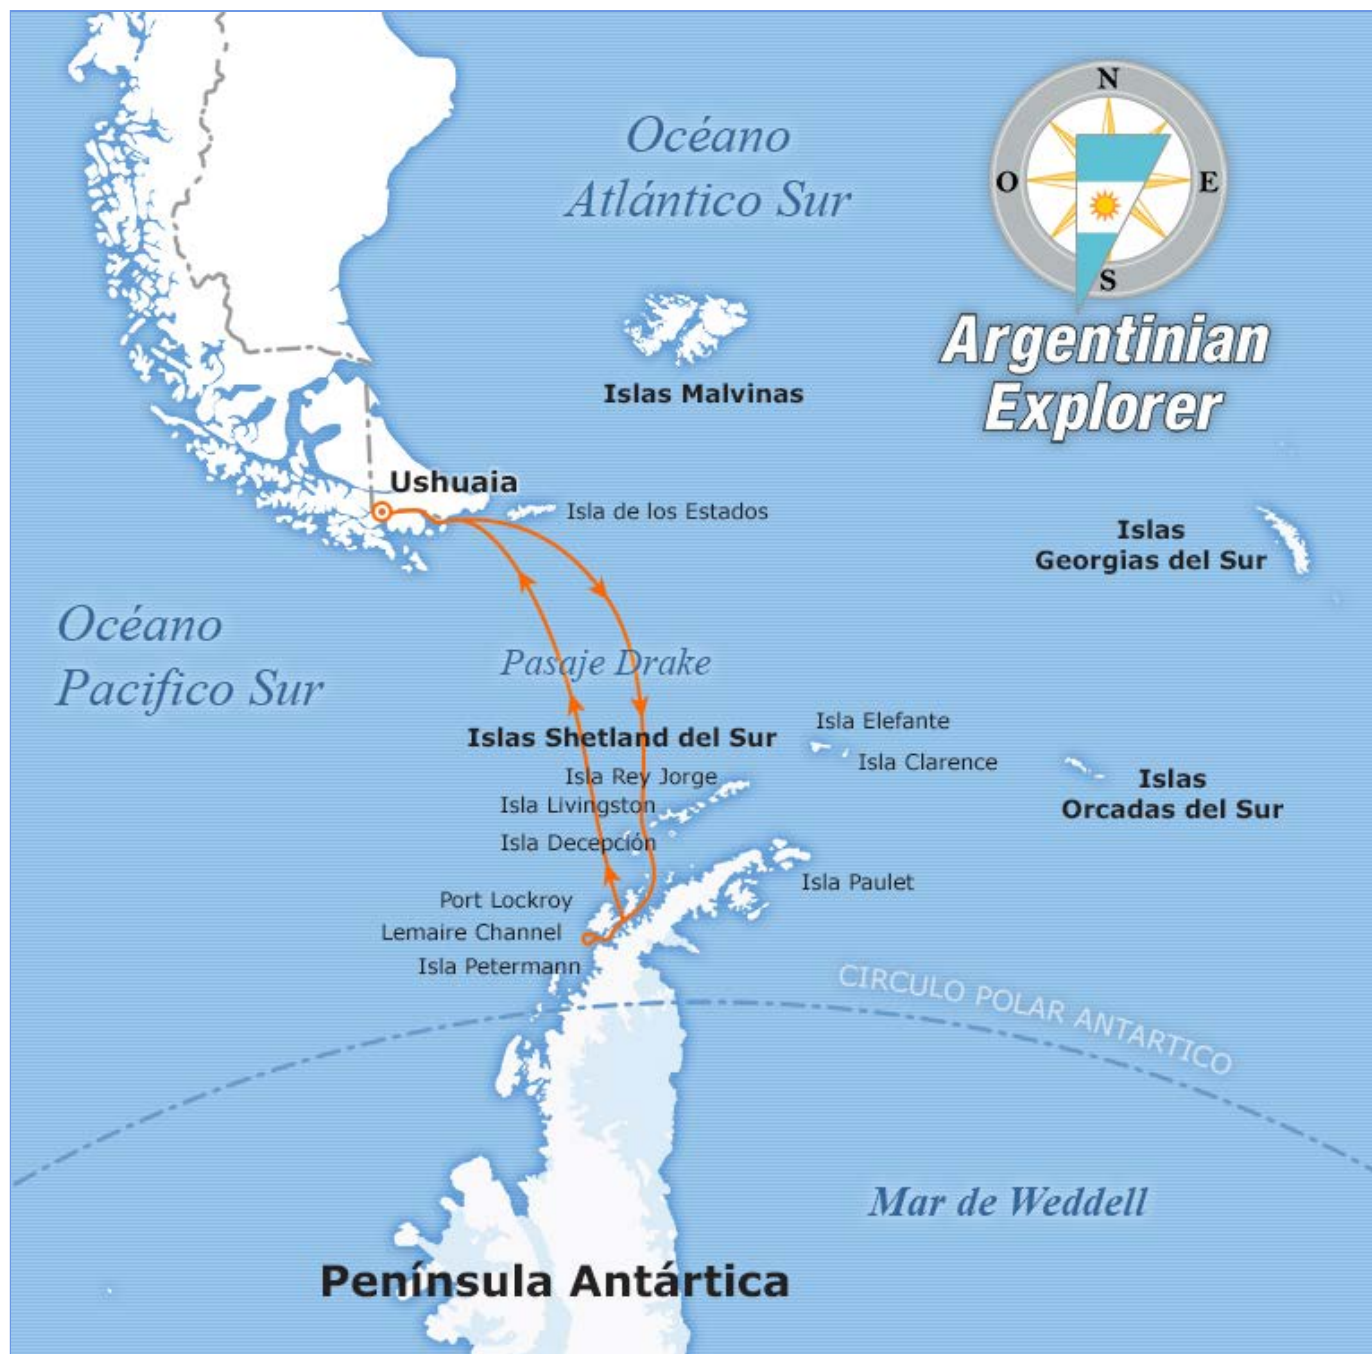 N
Océano
Atlántico Sur
O
E
S
Argentinian
Explorer
Islas Malvinas
Ushuaia
Isla de los Estados
Islas
Georgias del Sur
Océano
Pacifico Sur
Pasaje Drake
Isla Elefante
Islas Shetland del Sur
Isla Clarence
Isla Rey Jorge
Islas
Orcadas del Sur
Isla Livingston
Isla Decepción
Isla Paulet
Port Lockroy
Lemaire Channel
Isla Petermann
CIRCULO POLAR ANTARTICO
Mar de Weddell
Península Antártica